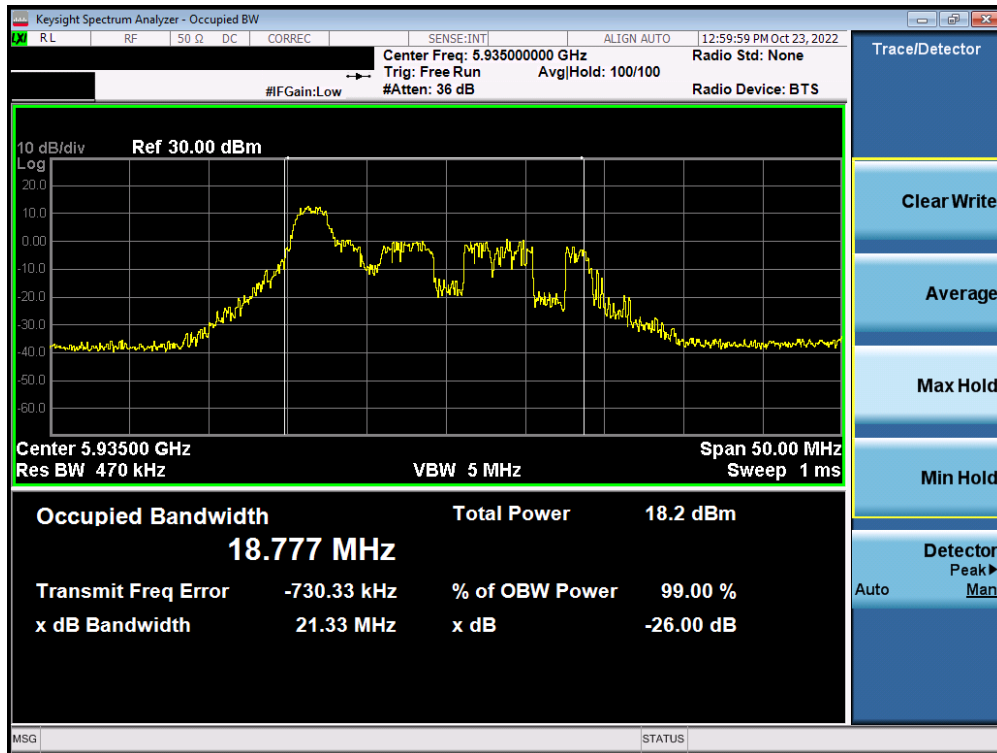 Keysight Spectrum Analyzer - Occupied BW
LXI RL RF 50 Ω DC CORREC SENSE:INT ALIGN AUTO 12:59:59 PM Oct 23, 2022
Center Freq: 5.935000000 GHz Radio Std: None
Trig: Free Run Avg|Hold: 100/100
#IFGain:Low #Atten: 36 dB Radio Device: BTS
10 dB/div Ref 30.00 dBm
Log
20.0
10.0
0.00
-10.0
-20.0
-30.0
-40.0
-50.0
-60.0
Center 5.93500 GHz Span 50.00 MHz
Res BW 470 kHz VBW 5 MHz Sweep 1 ms
Occupied Bandwidth Total Power 18.2 dBm
18.777 MHz
Transmit Freq Error -730.33 kHz % of OBW Power 99.00 %
x dB Bandwidth 21.33 MHz x dB -26.00 dB
MSG STATUS
Trace/Detector
Clear Write
Average
Max Hold
Min Hold
Detector
Peak▶
Auto Man